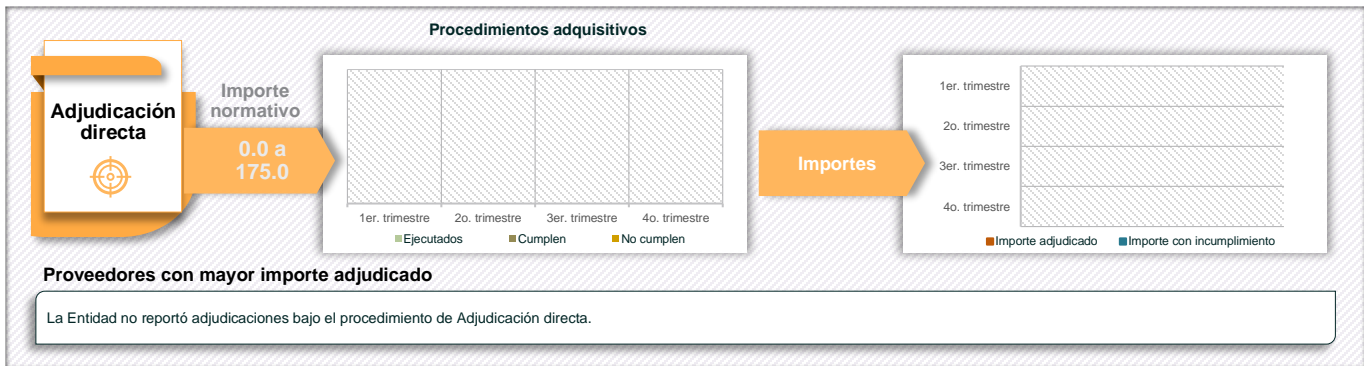 Procedimientos adquisitivos
Adjudicación
directa
Importe
normativo
0.0 a
175.0
1er. trimestre 2o. trimestre 3er. trimestre 4o. trimestre
Ejecutados Cumplen No cumplen
Importes
1er. trimestre
2o. trimestre
3er. trimestre
4o. trimestre
Importe adjudicado Importe con incumplimiento
Proveedores con mayor importe adjudicado
La Entidad no reportó adjudicaciones bajo el procedimiento de Adjudicación directa.